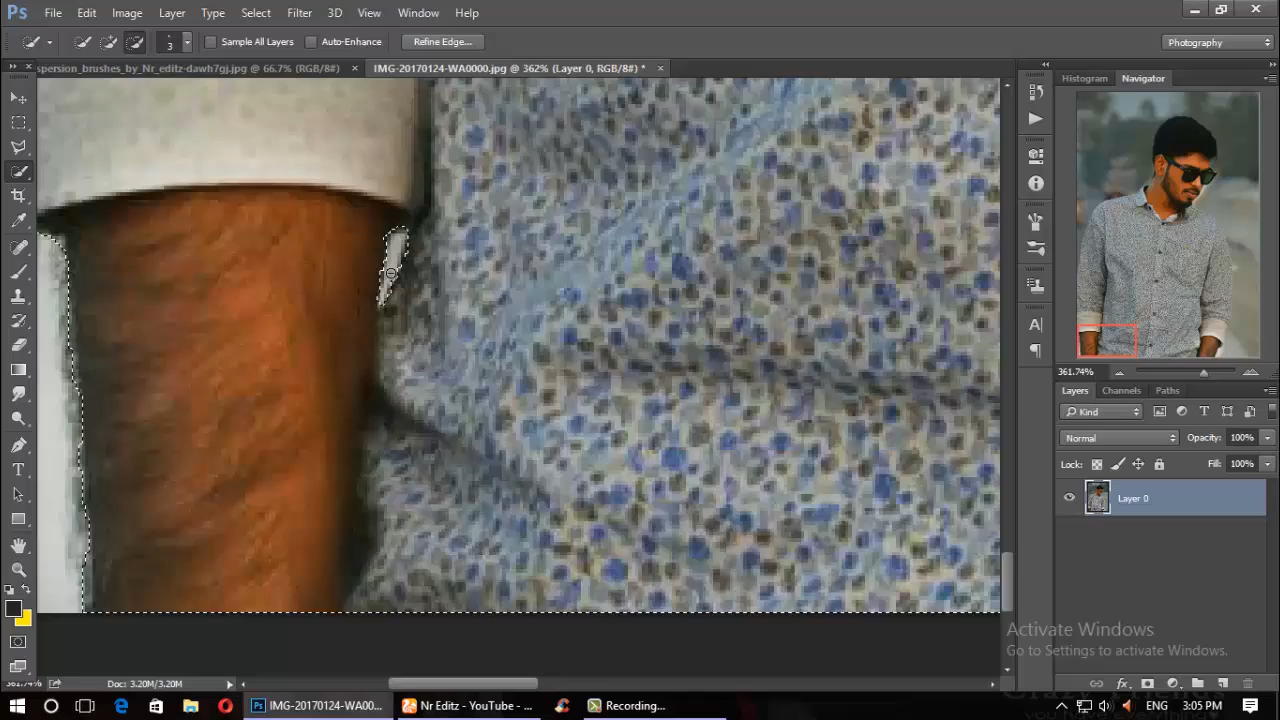 Ps File Edit Image Layer Type Select Filter 3D View Window Help
3 Sample All Layers Auto-Enhance Refine Edge... Photography
spersion_brushes_by_Nr_editz-dawh7gj.jpg @ 66.7% (RGB/8#) × IMG-20170124-WA0000.jpg @ 362% (Layer 0, RGB/8#) * ×
Histogram Navigator
361.74%
Layers Channels Paths
Kind
Normal Opacity: 100%
Lock: Fill: 100%
Layer 0
Activate Windows
Go to Settings to activate Windows.
361.74% Doc: 3.20M/3.20M
IMG-20170124-WA00... Nr Editz - YouTube - ... Recording... ENG 3:05 PM